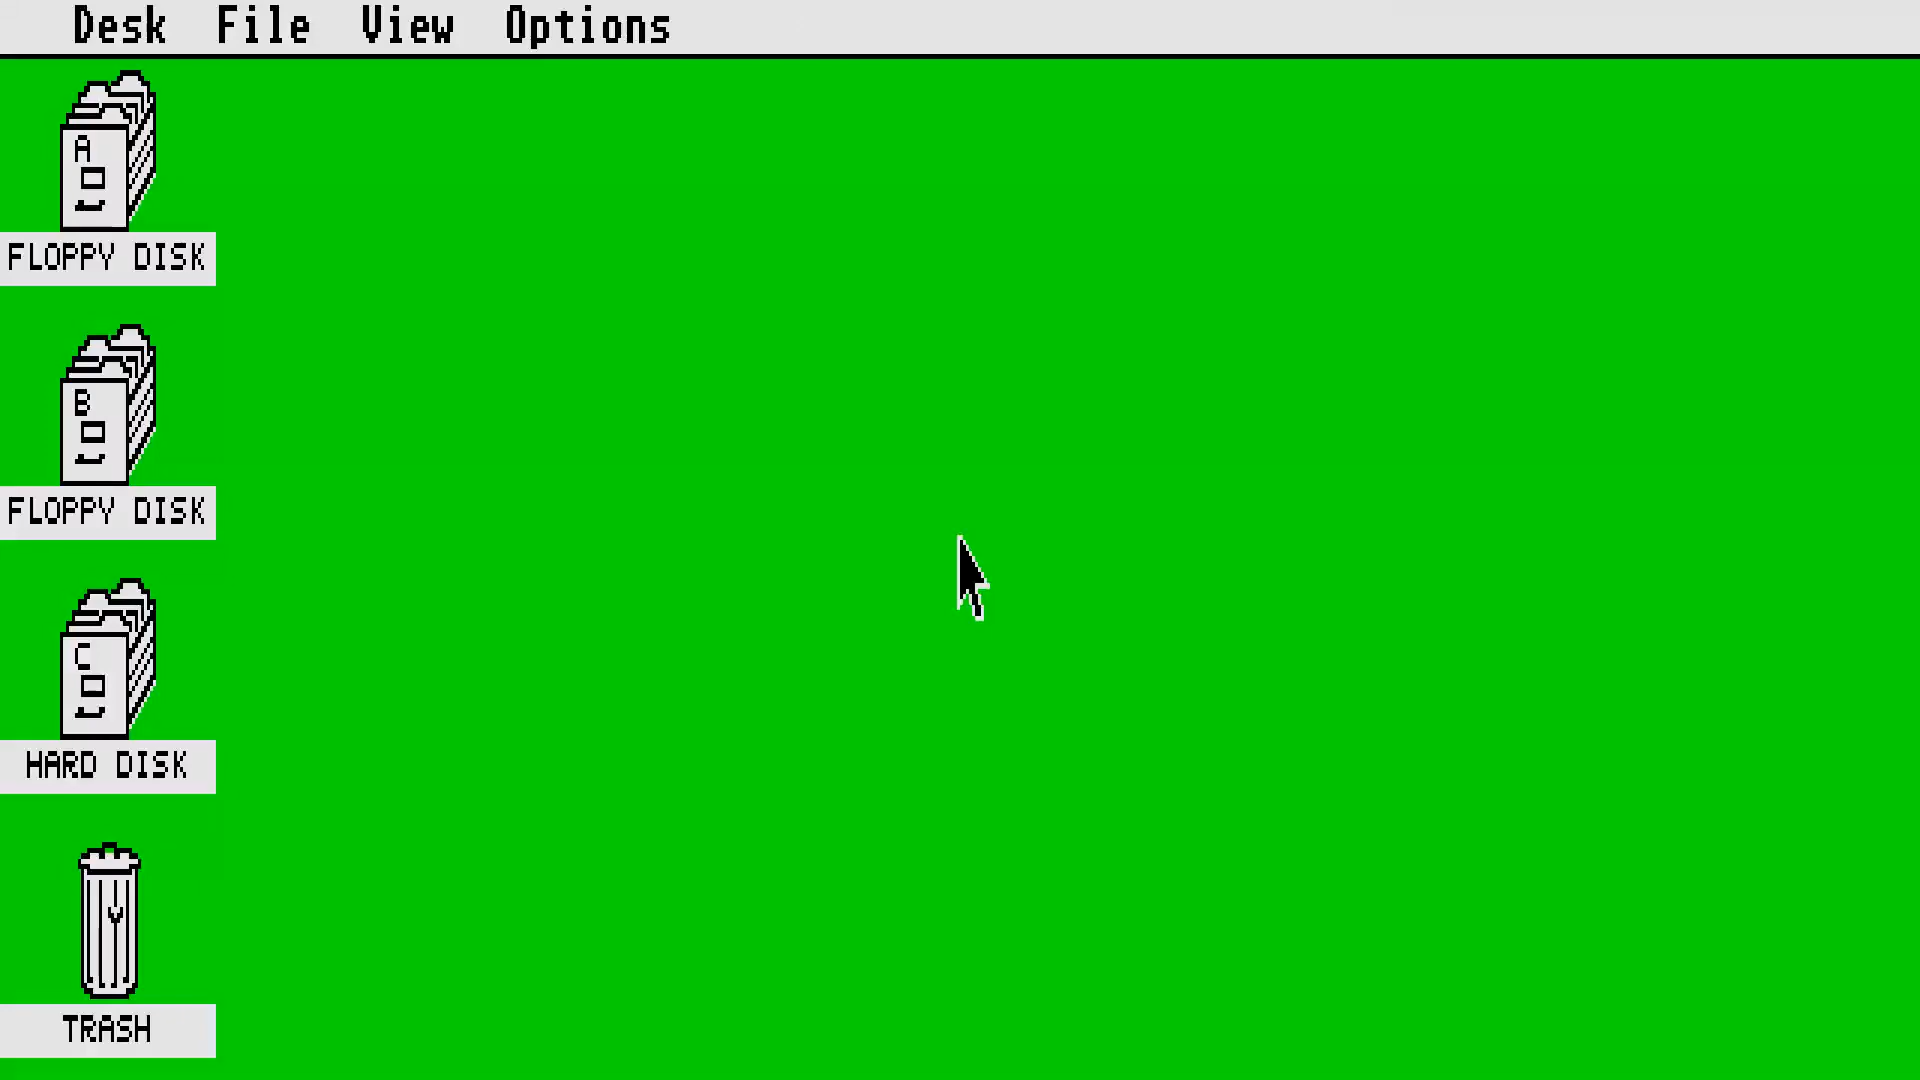 Desk File View Options
A
FLOPPY DISK
B
FLOPPY DISK
C
HARD DISK
TRASH